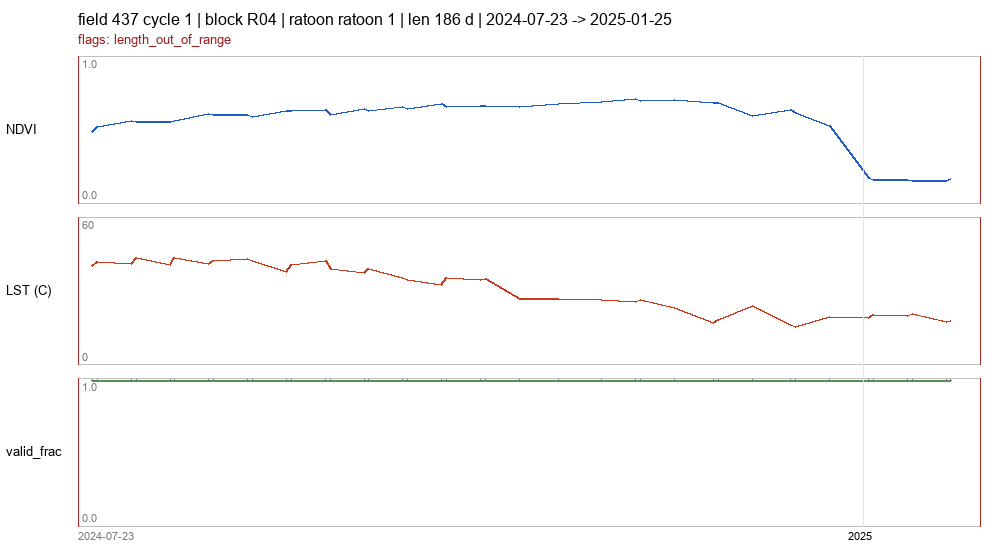 field 437 cycle 1 | block R04 | ratoon ratoon 1 | len 186 d | 2024-07-23 -> 2025-01-25
flags: length_out_of_range
1.0
NDVI
0.0
60
LST (C)
0
1.0
valid_frac
0.0
2024-07-23
2025